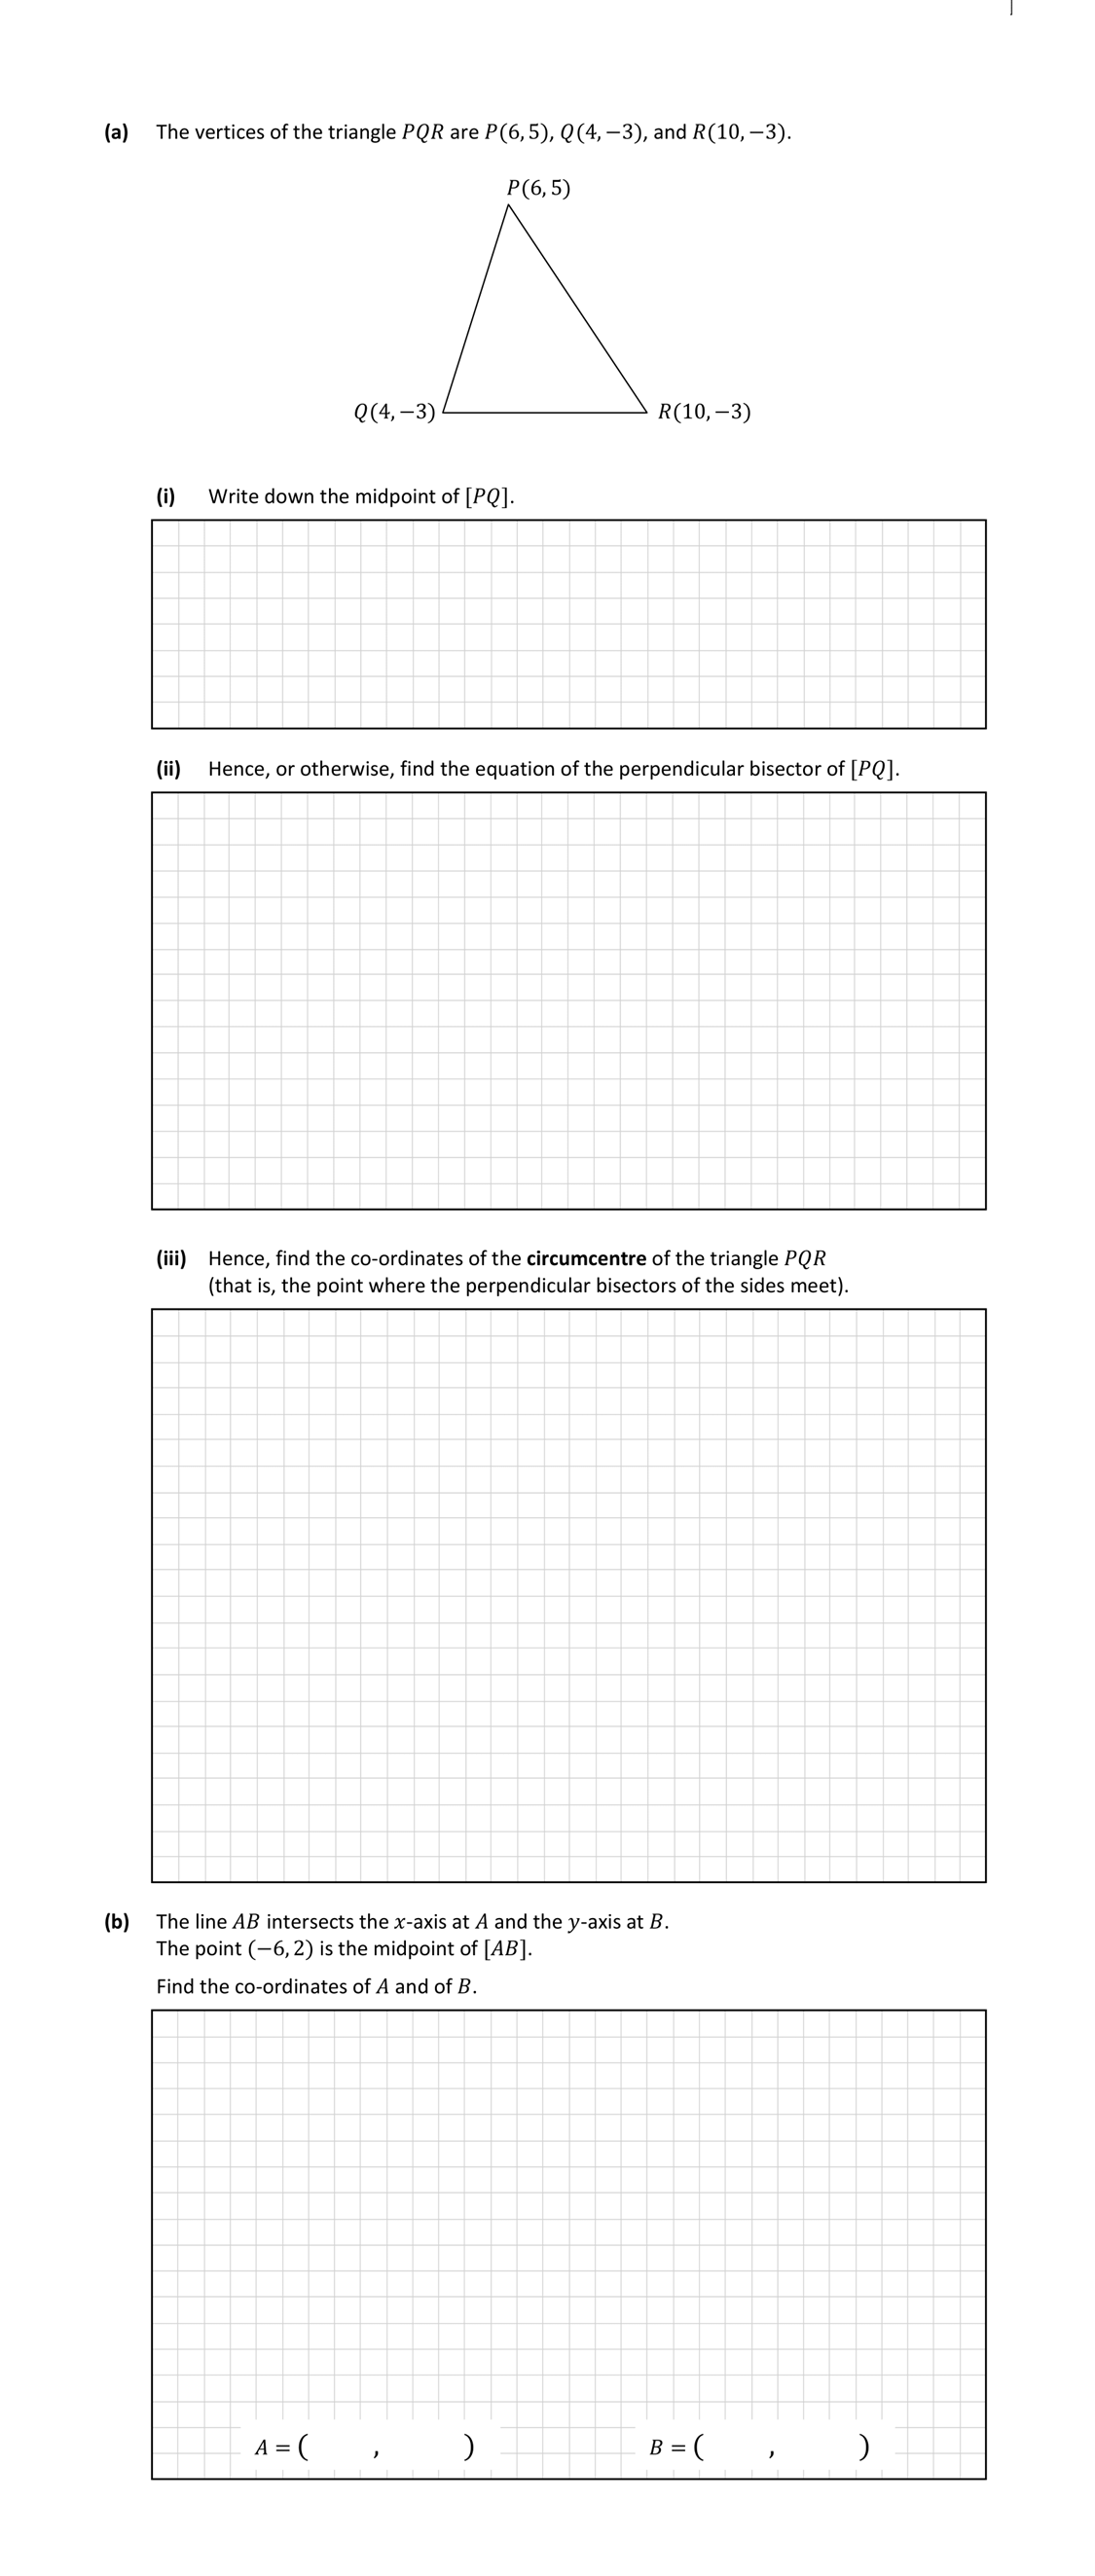 (a) The vertices of the triangle PQR are P(6, 5), Q(4, −3), and R(10, −3).
P(6, 5)
Q(4, −3)
R(10, −3)
(i) Write down the midpoint of [PQ].
(ii) Hence, or otherwise, find the equation of the perpendicular bisector of [PQ].
(iii) Hence, find the co-ordinates of the circumcentre of the triangle PQR
(that is, the point where the perpendicular bisectors of the sides meet).
(b) The line AB intersects the x-axis at A and the y-axis at B.
The point (−6, 2) is the midpoint of [AB].
Find the co-ordinates of A and of B.
A = ( , ) B = ( , )